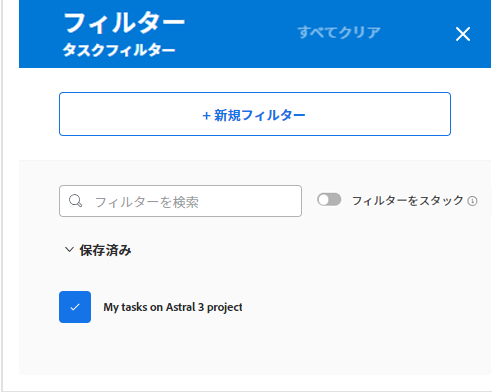 フィルター
すべてクリア
タスクフィルター
+ 新規フィルター
フィルターを検索
フィルターをスタック
保存済み
My tasks on Astral 3 project